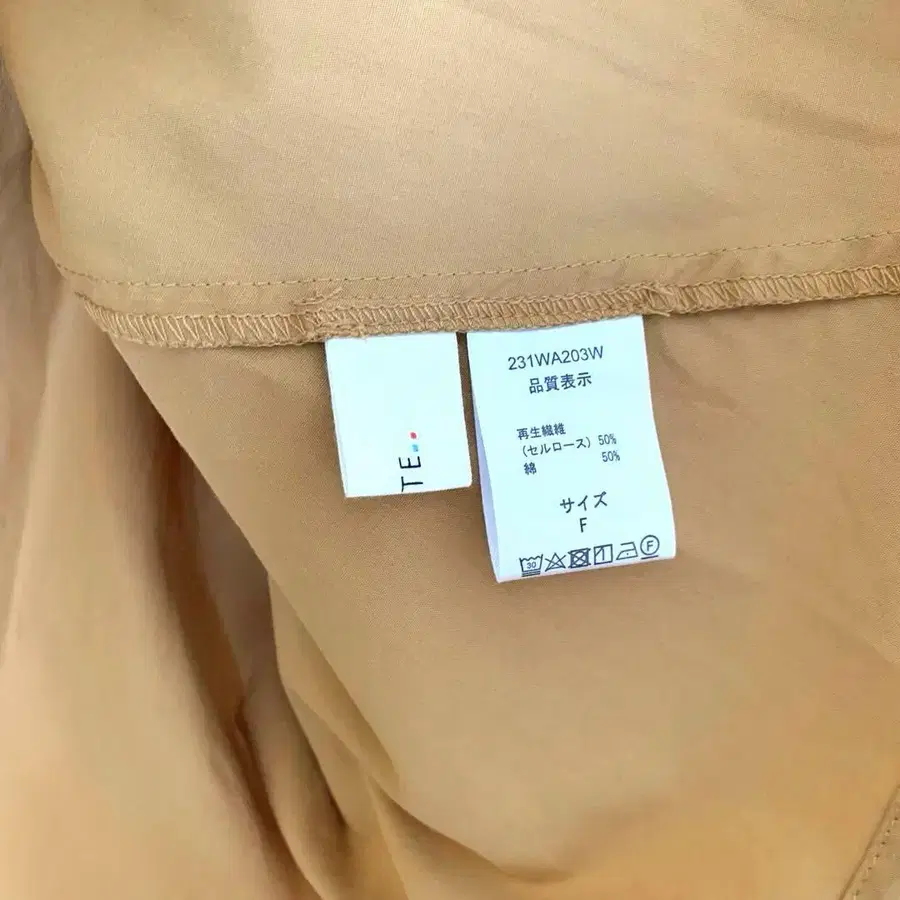 TE
231WA203W
品質表示
再生繊維
（セルロース）50%
綿 50%
サイズ
F
30
F